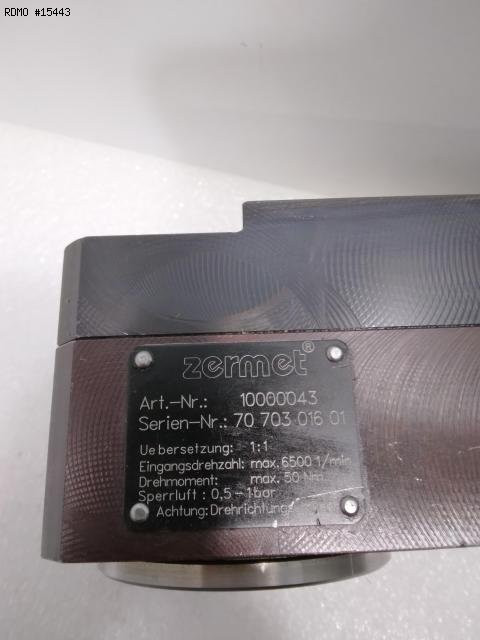 RDMO #15443
zermet®
Art.-Nr.: 10000043
Serien-Nr.: 70 703 016 01
Uebersetzung: 1:1
Eingangsdrehzahl: max. 6500 1/min
Drehmoment: max. 50 Nm
Sperrluft : 0,5 - 1bar
Achtung: Drehrichtung